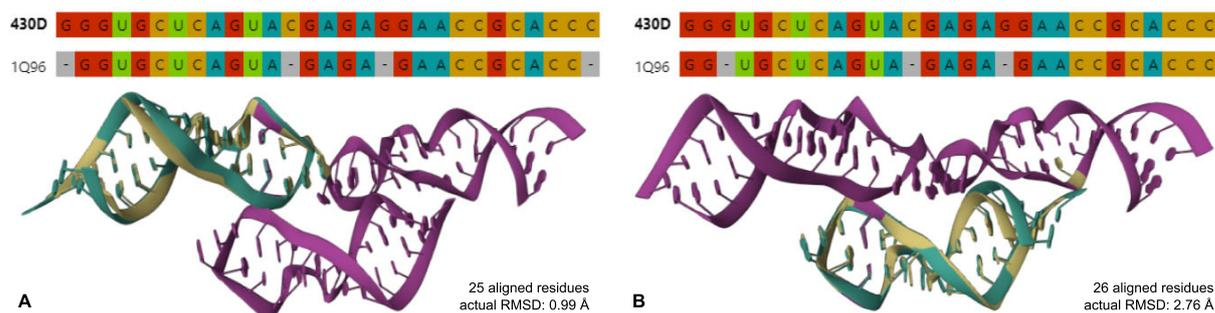 430D G G G U G C U C A G U A C G A G A G G A A C C G C A C C C
1Q96 - G G U G C U C A G U A - G A G A - G A A C C G C A C C -
A
25 aligned residues
actual RMSD: 0.99 Å
430D G G G U G C U C A G U A C G A G A G G A A C C G C A C C C
1Q96 G G - U G C U C A G U A - G A G A - G A A C C G C A C C C
B
26 aligned residues
actual RMSD: 2.76 Å